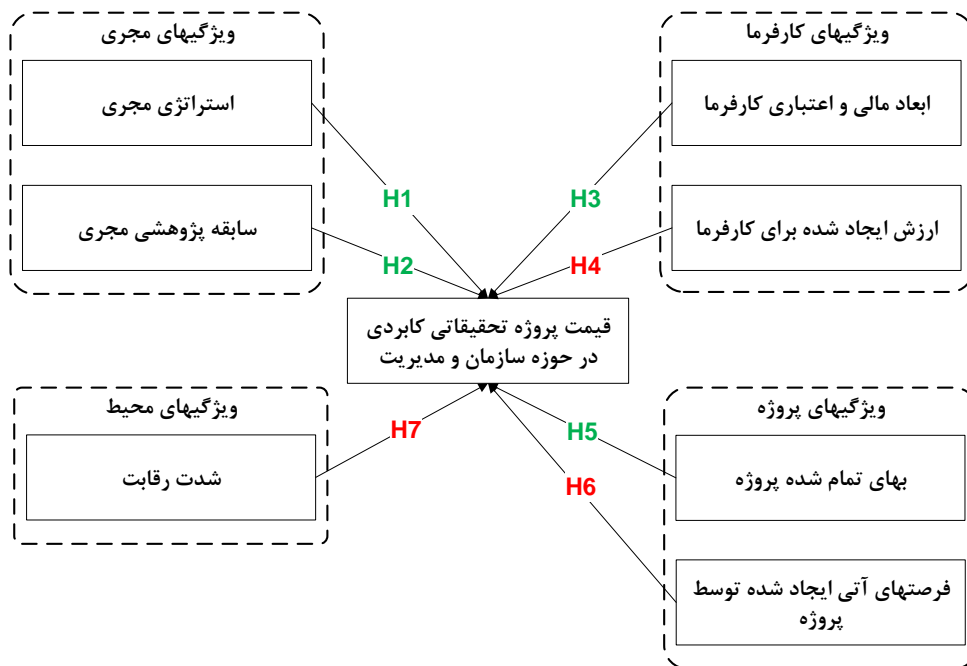 ویژگیهای کارفرما
ابعاد مالی و اعتباری کارفرما
ارزش ایجاد شده برای کارفرما
H3
H4
ویژگیهای مجری
استراتژی مجری
سابقه پژوهشی مجری
H1
H2
قیمت پروژه تحقیقاتی کابردی
در حوزه سازمان و مدیریت
ویژگیهای پروژه
بهای تمام شده پروژه
فرصتهای آتی ایجاد شده توسط
پروژه
H5
H6
ویژگیهای محیط
شدت رقابت
H7